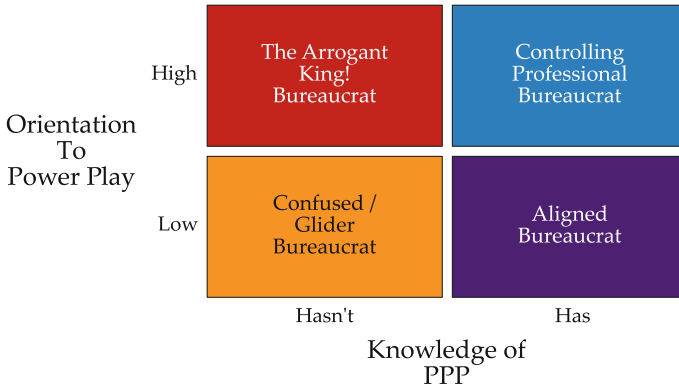 The Arrogant
King!
Bureaucrat
Controlling
Professional
Bureaucrat
High
Orientation
To
Power Play
Confused /
Glider
Bureaucrat
Aligned
Bureaucrat
Low
Hasn't
Has
Knowledge of
PPP